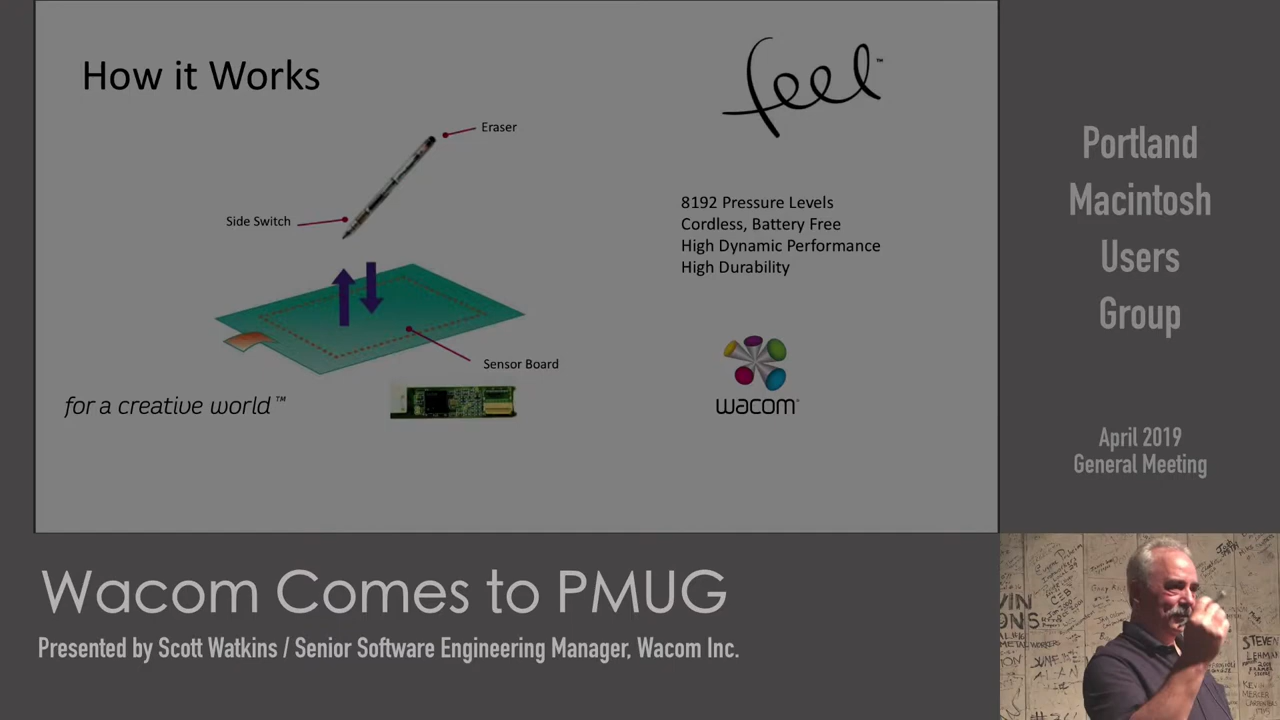 How it Works
feel™
Eraser
Side Switch
8192 Pressure Levels
Cordless, Battery Free
High Dynamic Performance
High Durability
Sensor Board
for a creative world™
wacom®
Portland
Macintosh
Users
Group
April 2019
General Meeting
Wacom Comes to PMUG
Presented by Scott Watkins / Senior Software Engineering Manager, Wacom Inc.
STEVEN
LEHMAN